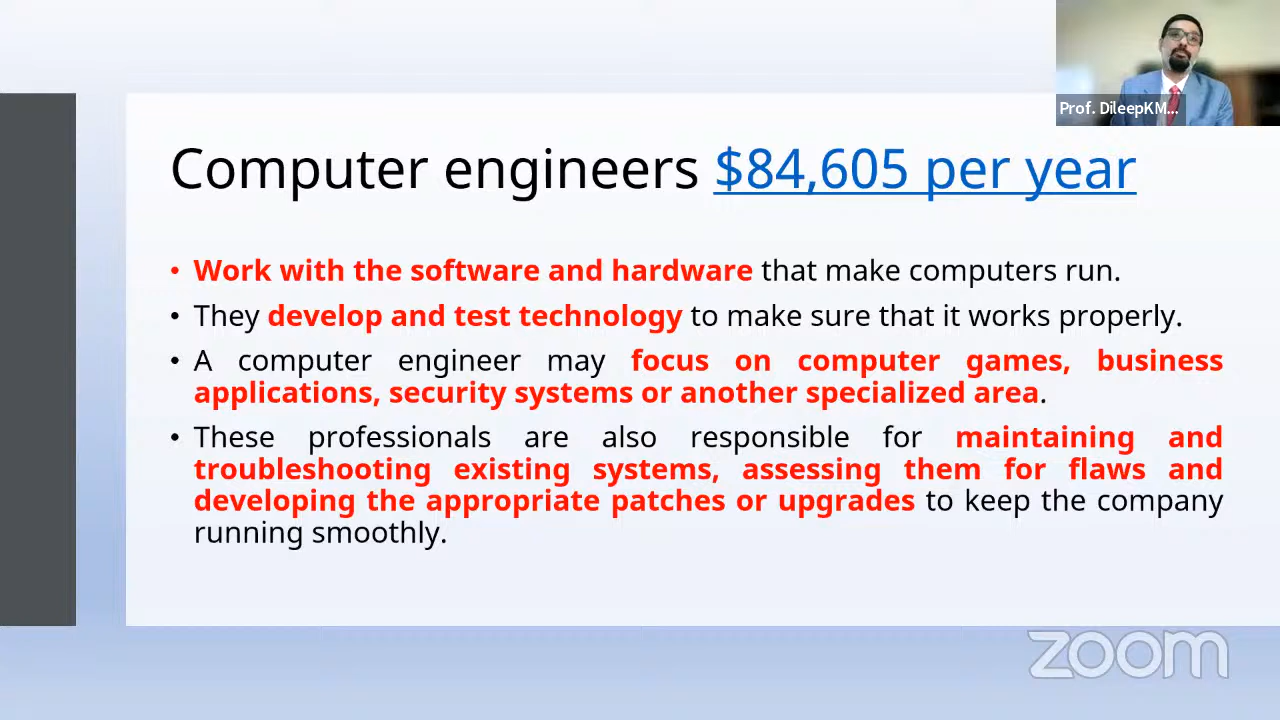 Prof. DileepKM...
Computer engineers $84,605 per year
• Work with the software and hardware that make computers run.
• They develop and test technology to make sure that it works properly.
• A computer engineer may focus on computer games, business
applications, security systems or another specialized area.
• These professionals are also responsible for maintaining and
troubleshooting existing systems, assessing them for flaws and
developing the appropriate patches or upgrades to keep the company
running smoothly.
zoom